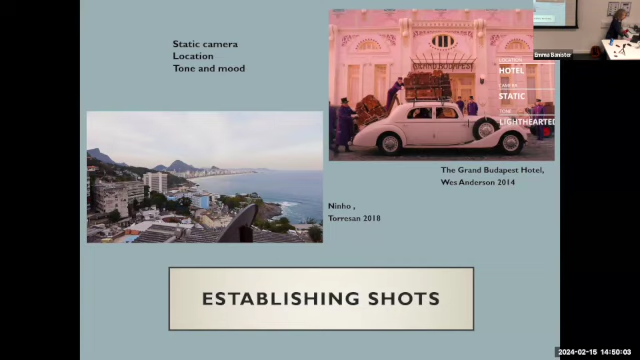 Static camera
Location
Tone and mood
GRAND BUDAPEST
LOCATION
HOTEL
CAMERA
STATIC
TONE
LIGHTHEARTED
Emma Banister
The Grand Budapest Hotel,
Wes Anderson 2014
Ninho ,
Torresan 2018
ESTABLISHING SHOTS
2024-02-15 14:50:03